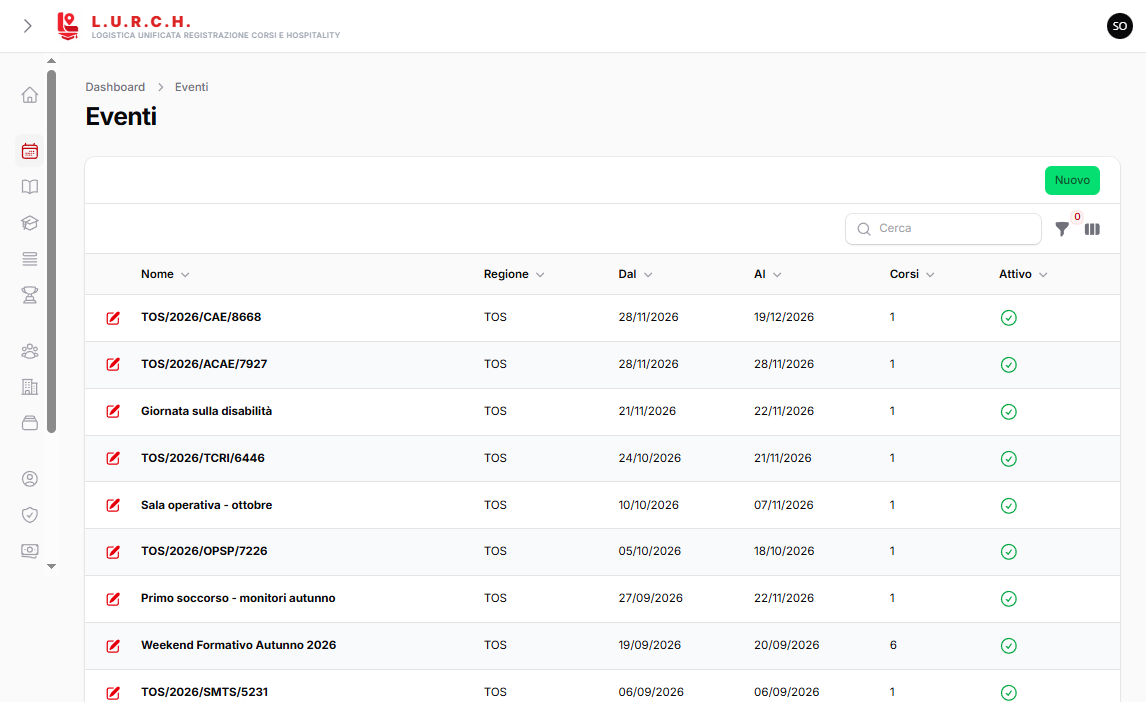 L.U.R.C.H.
LOGISTICA UNIFICATA REGISTRAZIONE CORSI E HOSPITALITY
SO
Dashboard > Eventi
Eventi
Nuovo
Cerca
0
Nome Regione Dal Al Corsi Attivo
TOS/2026/CAE/8668 TOS 28/11/2026 19/12/2026 1
TOS/2026/ACAE/7927 TOS 28/11/2026 28/11/2026 1
Giornata sulla disabilità TOS 21/11/2026 22/11/2026 1
TOS/2026/TCRI/6446 TOS 24/10/2026 21/11/2026 1
Sala operativa - ottobre TOS 10/10/2026 07/11/2026 1
TOS/2026/OPSP/7226 TOS 05/10/2026 18/10/2026 1
Primo soccorso - monitori autunno TOS 27/09/2026 22/11/2026 1
Weekend Formativo Autunno 2026 TOS 19/09/2026 20/09/2026 6
TOS/2026/SMTS/5231 TOS 06/09/2026 06/09/2026 1